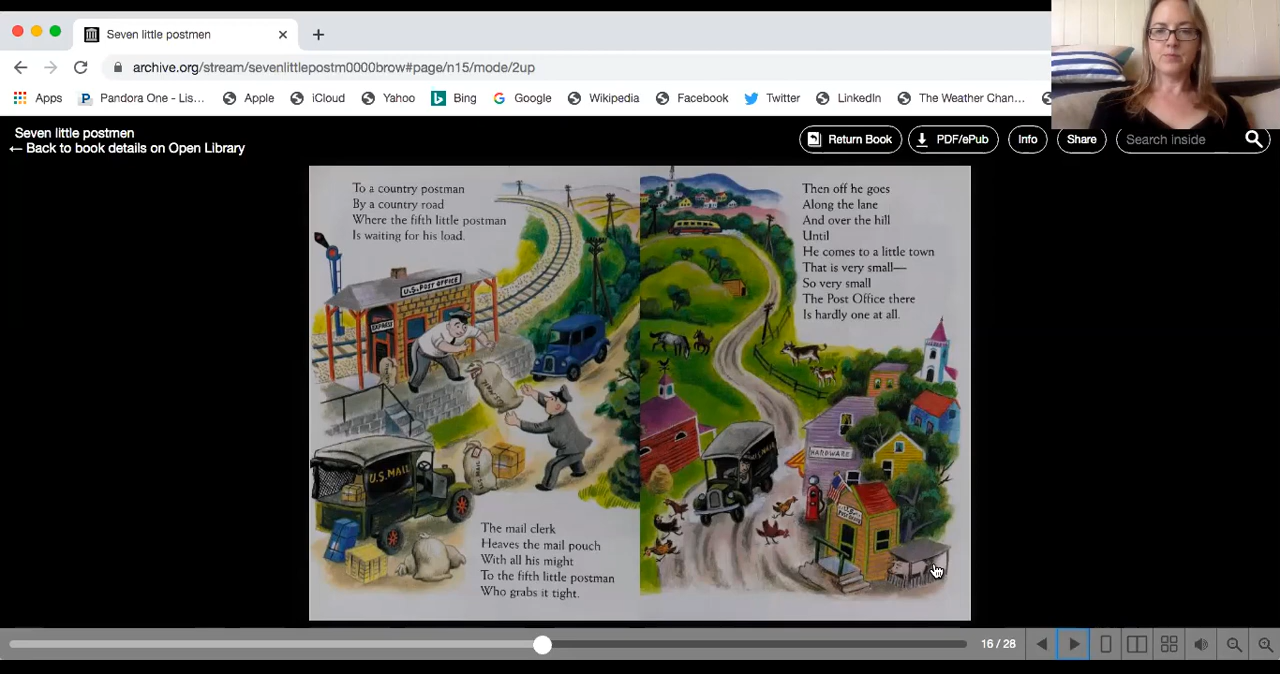 Seven little postmen
archive.org/stream/sevenlittlepostm0000brow#page/n15/mode/2up
Apps
Pandora One - Lis...
Apple
iCloud
Yahoo
Bing
Google
Wikipedia
Facebook
Twitter
LinkedIn
The Weather Chan...
Seven little postmen
← Back to book details on Open Library
Return Book
PDF/ePub
Info
Share
Search inside
To a country postman
By a country road
Where the fifth little postman
Is waiting for his load.
U.S. POST OFFICE
EXPRESS
U.S. MAIL
The mail clerk
Heaves the mail pouch
With all his might
To the fifth little postman
Who grabs it tight.
Then off he goes
Along the lane
And over the hill
Until
He comes to a little town
That is very small—
So very small
The Post Office there
Is hardly one at all.
HARDWARE
16 / 28